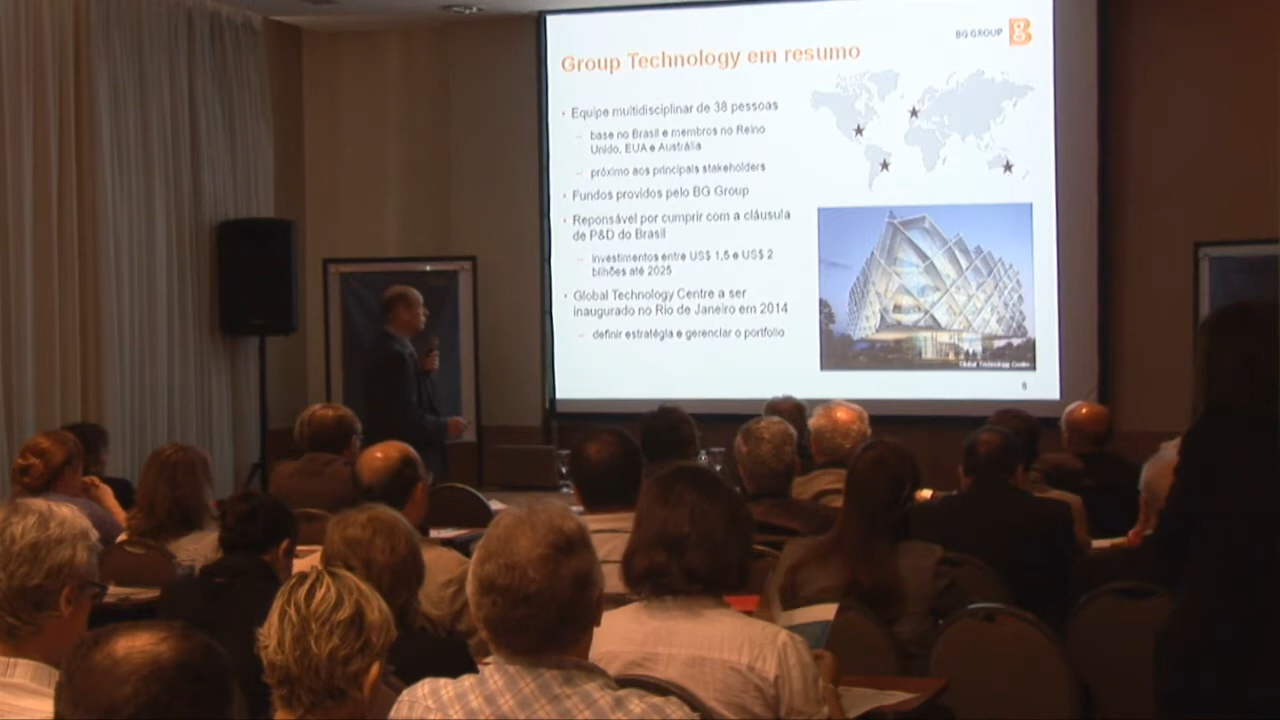 BG GROUP
Group Technology em resumo
• Equipe multidisciplinar de 38 pessoas
– base no Brasil e membros no Reino
Unido, EUA e Austrália
– próximo aos principais stakeholders
• Fundos providos pelo BG Group
• Reponsável por cumprir com a cláusula
de P&D do Brasil
– investimentos entre US$ 1,5 e US$ 2
bilhões até 2025
• Global Technology Centre a ser
inaugurado no Rio de Janeiro em 2014
– definir estratégia e gerenciar o portfolio
Global Technology Centre
6